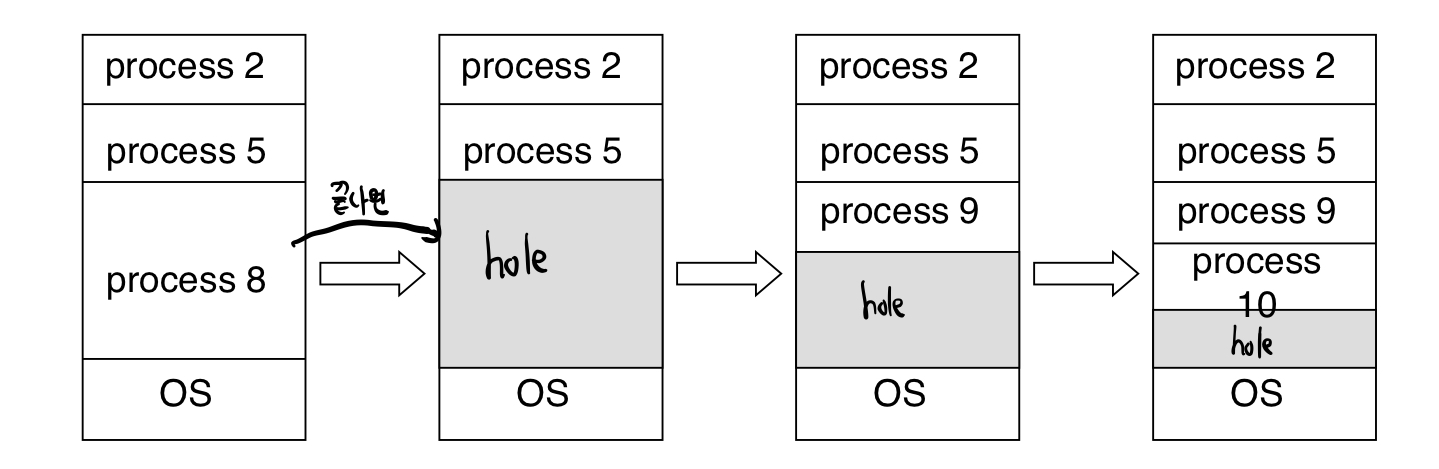 process 2
process 5
process 8
OS
끝나면
process 2
process 5
hole
OS
process 2
process 5
process 9
hole
OS
process 2
process 5
process 9
process
10
hole
OS